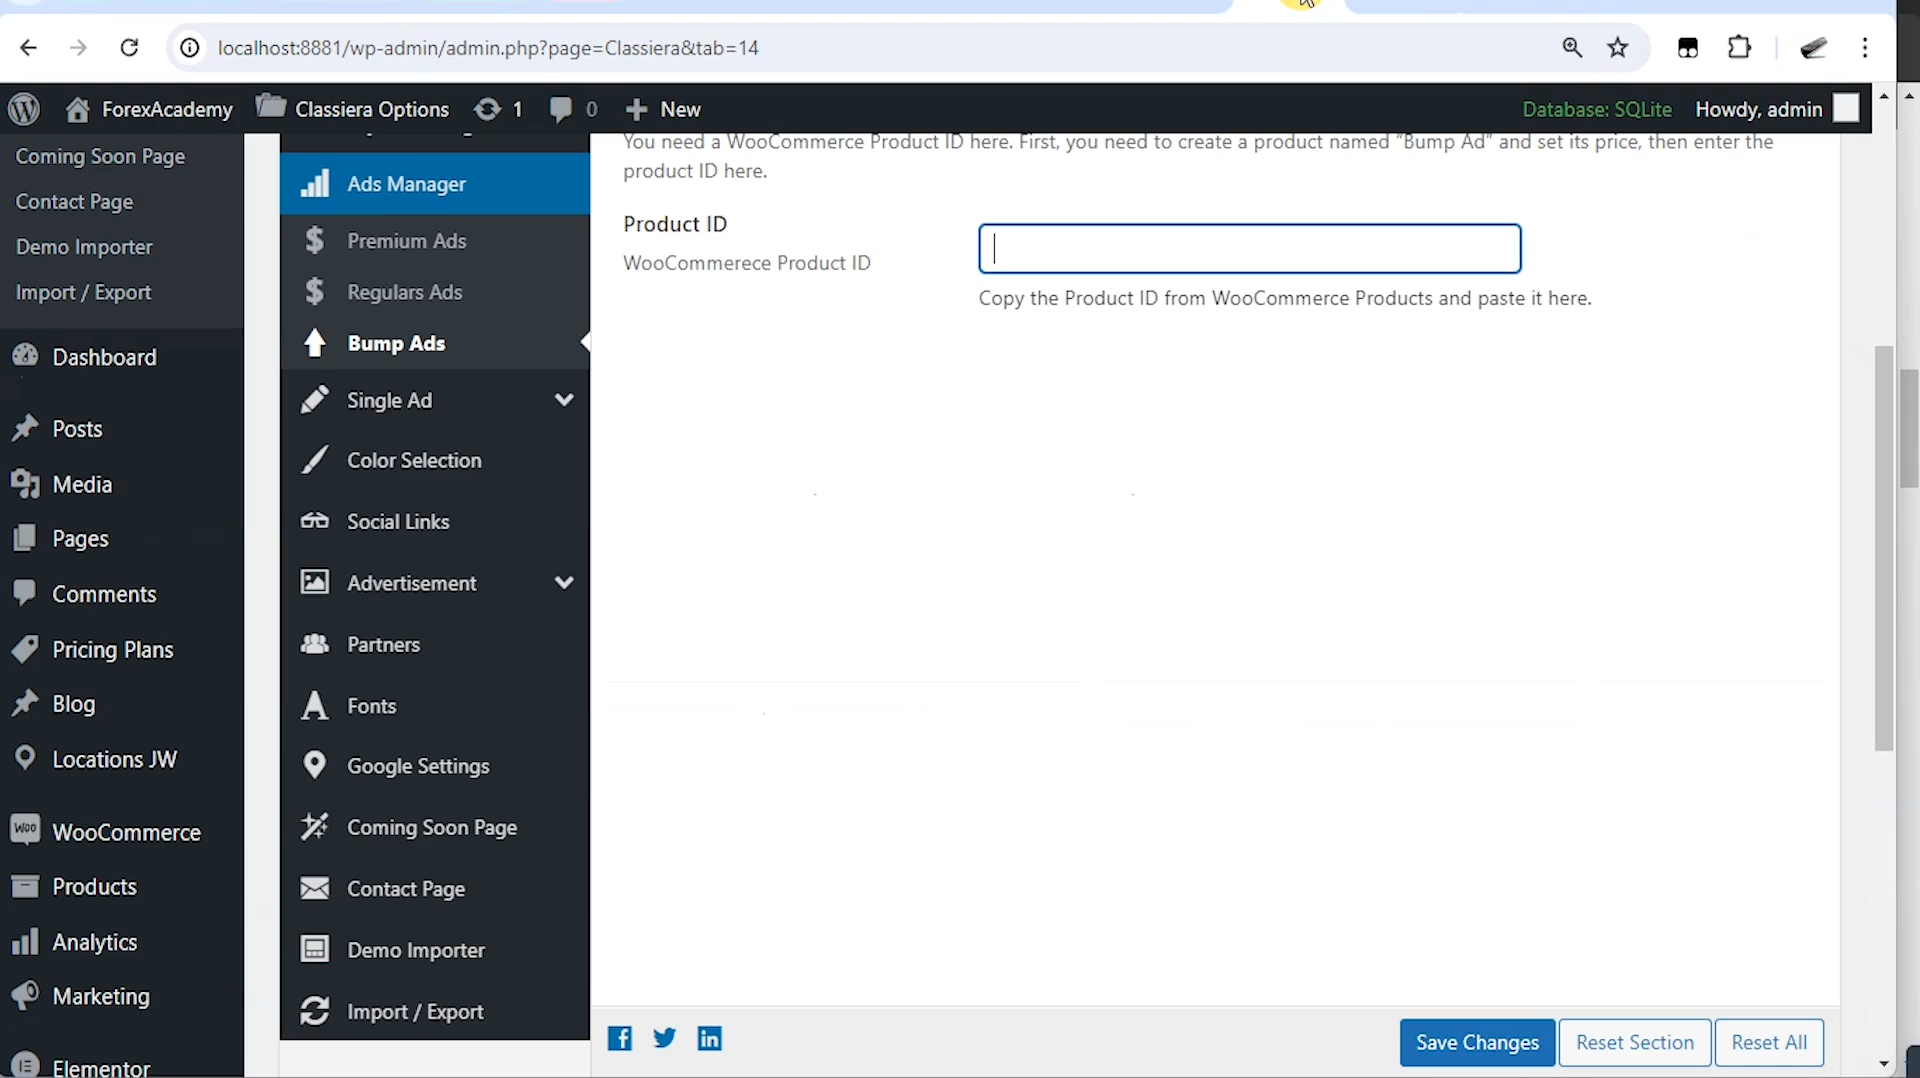 localhost:8881/wp-admin/admin.php?page=Classiera&tab=14
ForexAcademy
Classiera Options
1
0
New
Database: SQLite
Howdy, admin
Coming Soon Page
Contact Page
Demo Importer
Import / Export
Dashboard
Posts
Media
Pages
Comments
Pricing Plans
Blog
Locations JW
Woo WooCommerce
Products
Analytics
Marketing
Elementor
Ads Manager
Premium Ads
Regulars Ads
Bump Ads
Single Ad
Color Selection
Social Links
Advertisement
Partners
Fonts
Google Settings
Coming Soon Page
Contact Page
Demo Importer
Import / Export
You need a WooCommerce Product ID here. First, you need to create a product named "Bump Ad" and set its price, then enter the
product ID here.
Product ID
WooCommerece Product ID
Copy the Product ID from WooCommerce Products and paste it here.
Save Changes
Reset Section
Reset All